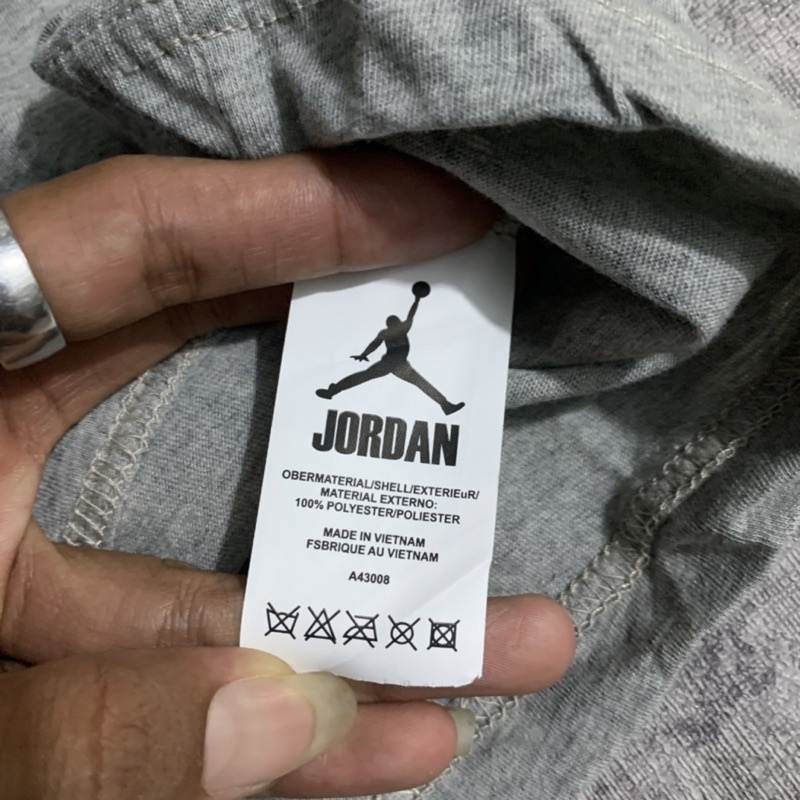 JORDAN
OBERMATERIAL/SHELL/EXTERIEuR/
MATERIAL EXTERNO:
100% POLYESTER/POLIESTER
MADE IN VIETNAM
FSBRIQUE AU VIETNAM
A43008